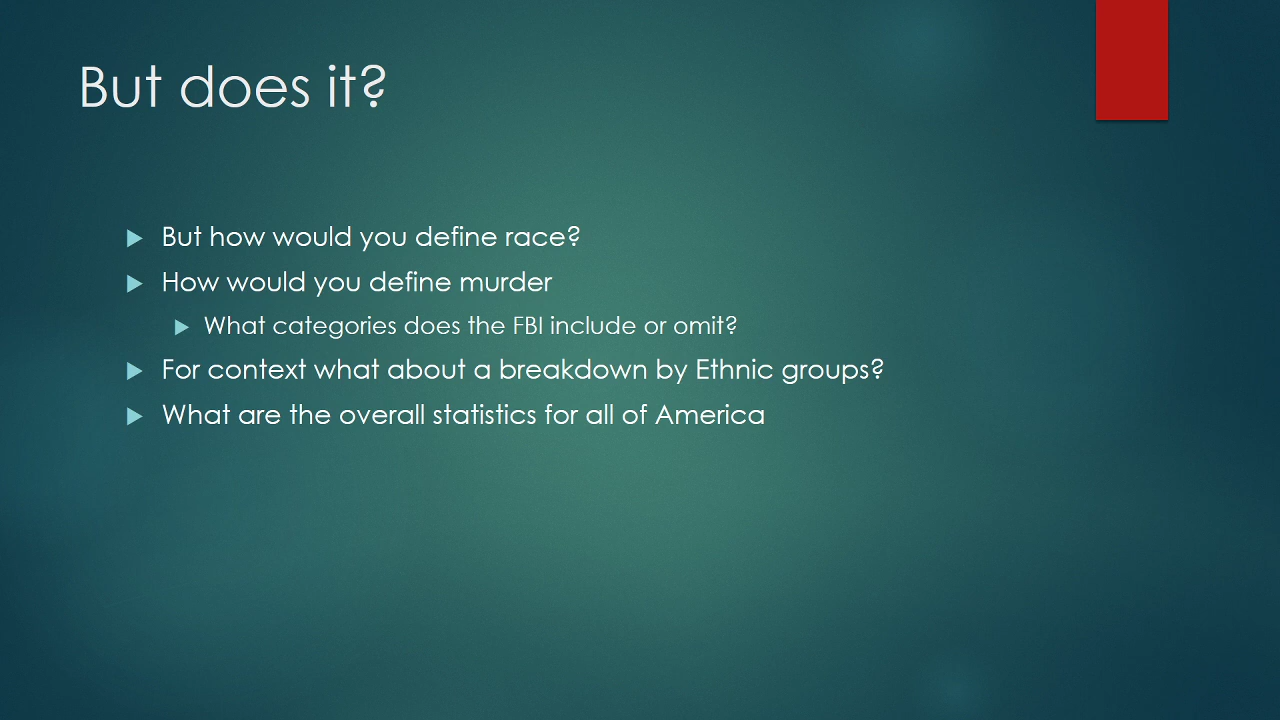 But does it?
But how would you define race?
How would you define murder
What categories does the FBI include or omit?
For context what about a breakdown by Ethnic groups?
What are the overall statistics for all of America